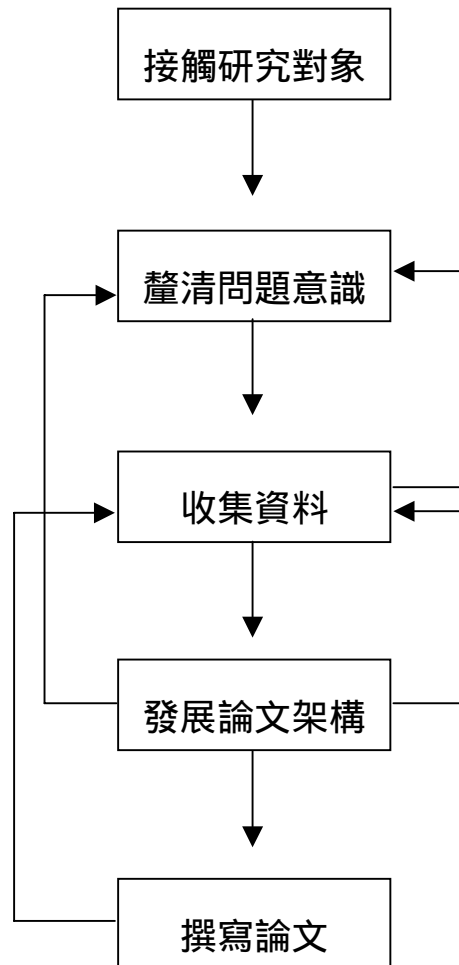 接觸研究對象
釐清問題意識
收集資料
發展論文架構
撰寫論文